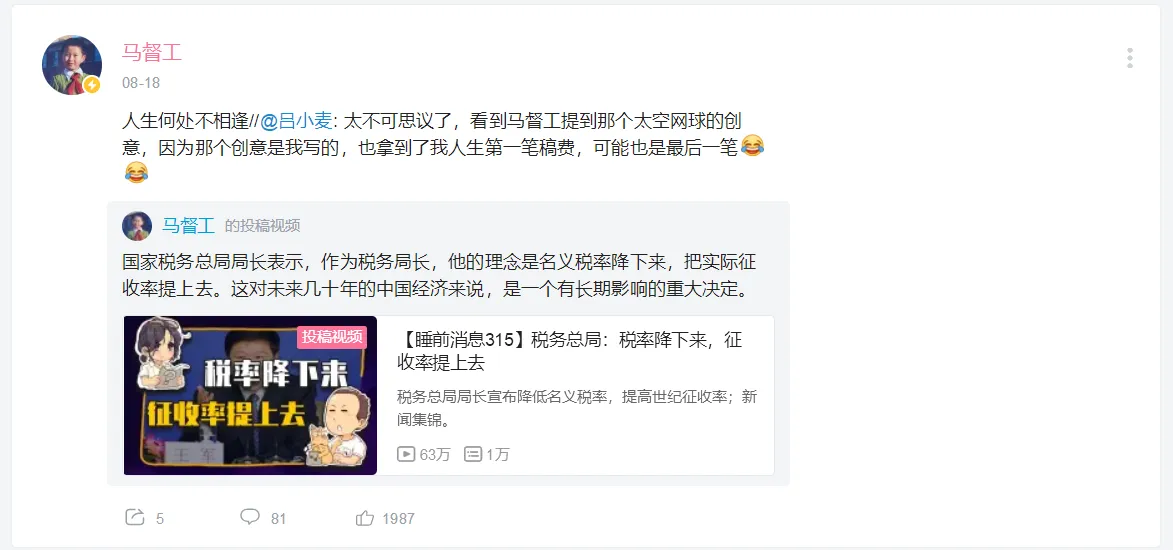 马督工
08-18
人生何处不相逢//@吕小麦: 太不可思议了，看到马督工提到那个太空网球的创
意，因为那个创意是我写的，也拿到了我人生第一笔稿费，可能也是最后一笔😂
😂
马督工 的投稿视频
国家税务总局局长表示，作为税务局长，他的理念是名义税率降下来，把实际征
收率提上去。这对未来几十年的中国经济来说，是一个有长期影响的重大决定。
投稿视频
税率降下来
征收率提上去
王军
【睡前消息315】税务总局：税率降下来，征
收率提上去
税务总局局长宣布降低名义税率，提高世纪征收率；新
闻集锦。
63万 1万
5 81 1987